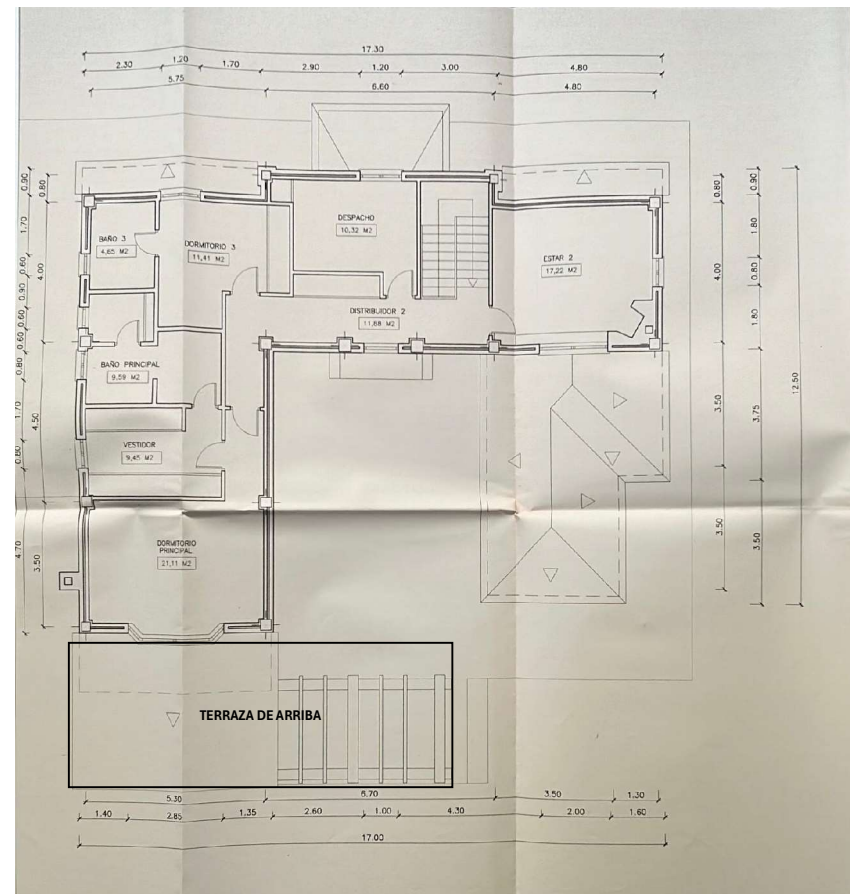 17.30
2.30 1.20 1.70 2.90 1.20 3.00 4.80
5.75 6.60 4.80
0.90 0.80 1.70 4.00 0.60 0.90 0.60 0.60 0.80 4.50 1.70 0.80 4.70 3.50
BAÑO 3
4,65 M2
DORMITORIO 3
11,41 M2
DESPACHO
10,32 M2
ESTAR 2
17,22 M2
DISTRIBUIDOR 2
11,68 M2
BAÑO PRINCIPAL
9,59 M2
VESTIDOR
9,45 M2
DORMITORIO
PRINCIPAL
21,11 M2
0.80 4.00 3.50 3.50
0.90 1.80 0.80 1.80 3.75 3.50
12.50
TERRAZA DE ARRIBA
5.30 6.70 3.50 1.30
1.40 2.85 1.35 2.60 1.00 4.30 2.00 1.60
17.00